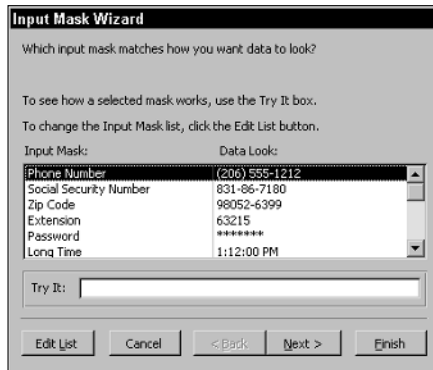 Input Mask Wizard
Which input mask matches how you want data to look?
To see how a selected mask works, use the Try It box.
To change the Input Mask list, click the Edit List button.
Input Mask: Data Look:
Phone Number (206) 555-1212
Social Security Number 831-86-7180
Zip Code 98052-6399
Extension 63215
Password *******
Long Time 1:12:00 PM
Try It:
Edit List Cancel < Back Next > Finish